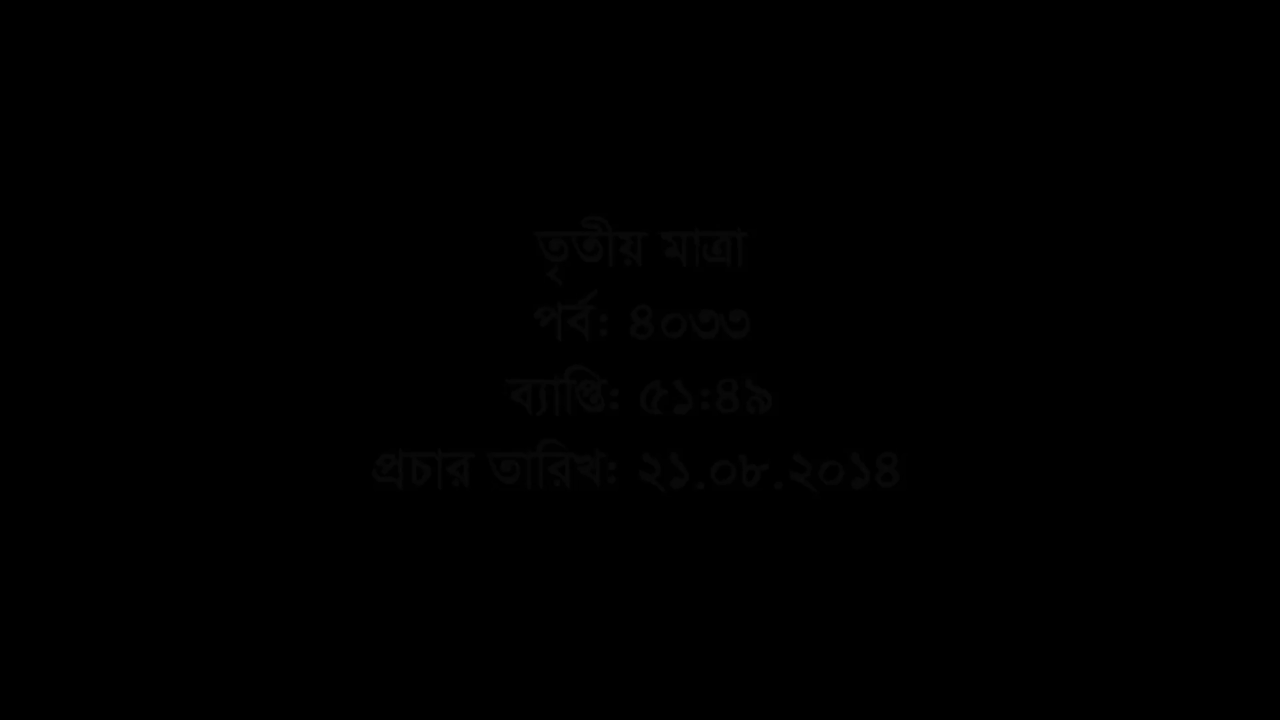 তৃতীয় মাত্রা
পর্ব: ৪০৩৩
ব্যাপ্তি: ৫১:৪৯
প্রচার তারিখ: ২১.০৮.২০১৪